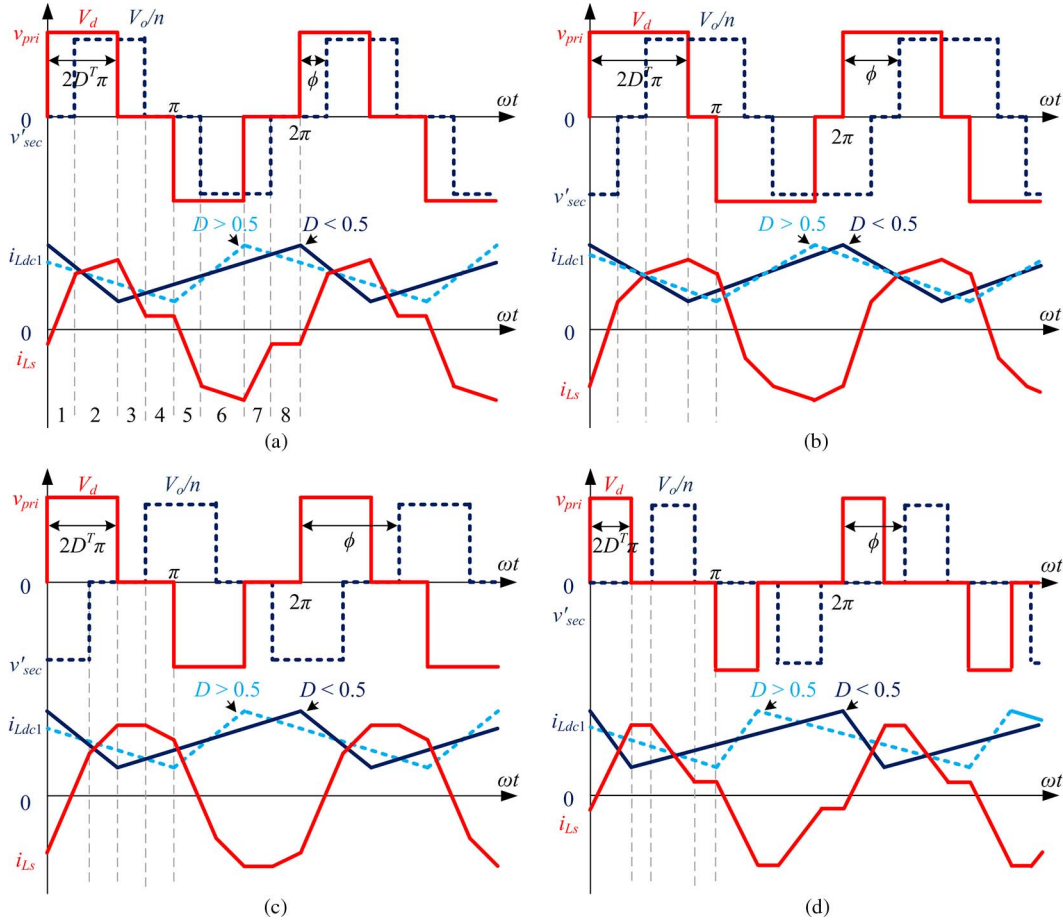 V_d V_o/n
v_pri
2D^Tπ
ϕ
0
π
ωt
v'_sec
2π
D > 0.5 D < 0.5
i_Ldc1
ωt
0
i_Ls
1 2 3 4 5 6 7 8
(a)
V_d V_o/n
v_pri
2D^Tπ
ϕ
π
ωt
0
2π
v'_sec
D > 0.5 D < 0.5
i_Ldc1
ωt
0
i_Ls
(b)
V_d V_o/n
v_pri
2D^Tπ
ϕ
π
ωt
0
2π
v'_sec
D > 0.5 D < 0.5
i_Ldc1
ωt
0
i_Ls
(c)
V_d V_o/n
v_pri
2D^Tπ
ϕ
π
ωt
0
2π
v'_sec
D > 0.5 D < 0.5
i_Ldc1
ωt
0
i_Ls
(d)